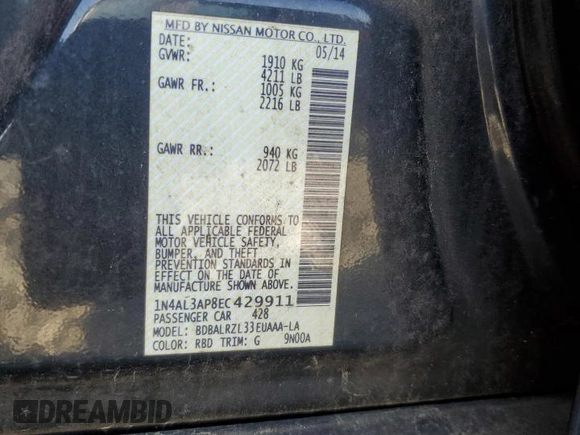 MFD BY NISSAN MOTOR CO., LTD.
Date: 05/14
GVWR: 1910 KG
4211 LB
GAWR FR.: 1005 KG
2216 LB
GAWR RR.: 940 KG
2072 LB
THIS VEHICLE CONFORMS TO
ALL APPLICABLE FEDERAL
MOTOR VEHICLE SAFETY,
BUMPER, AND THEFT
PREVENTION STANDARDS IN
EFFECT ON THE DATE OF
MANUFACTURE SHOWN ABOVE.
1N4AL3AP8EC429911
PASSENGER CAR 428
MODEL: BDBALRZL33EUAAA-LA
COLOR: RBD TRIM: G 9N00A
DREAMBID